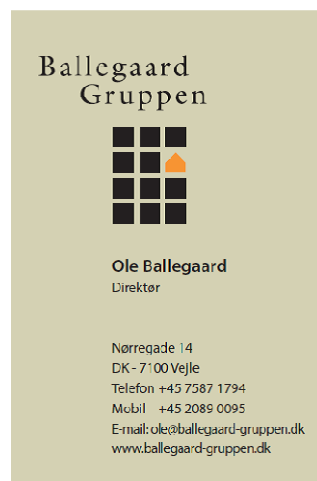 Ballegaard
Gruppen
Ole Ballegaard
Direktør
Nørregade 14
DK - 7100 Vejle
Telefon +45 7587 1794
Mobil +45 2089 0095
E-mail: ole@ballegaard-gruppen.dk
www.ballegaard-gruppen.dk